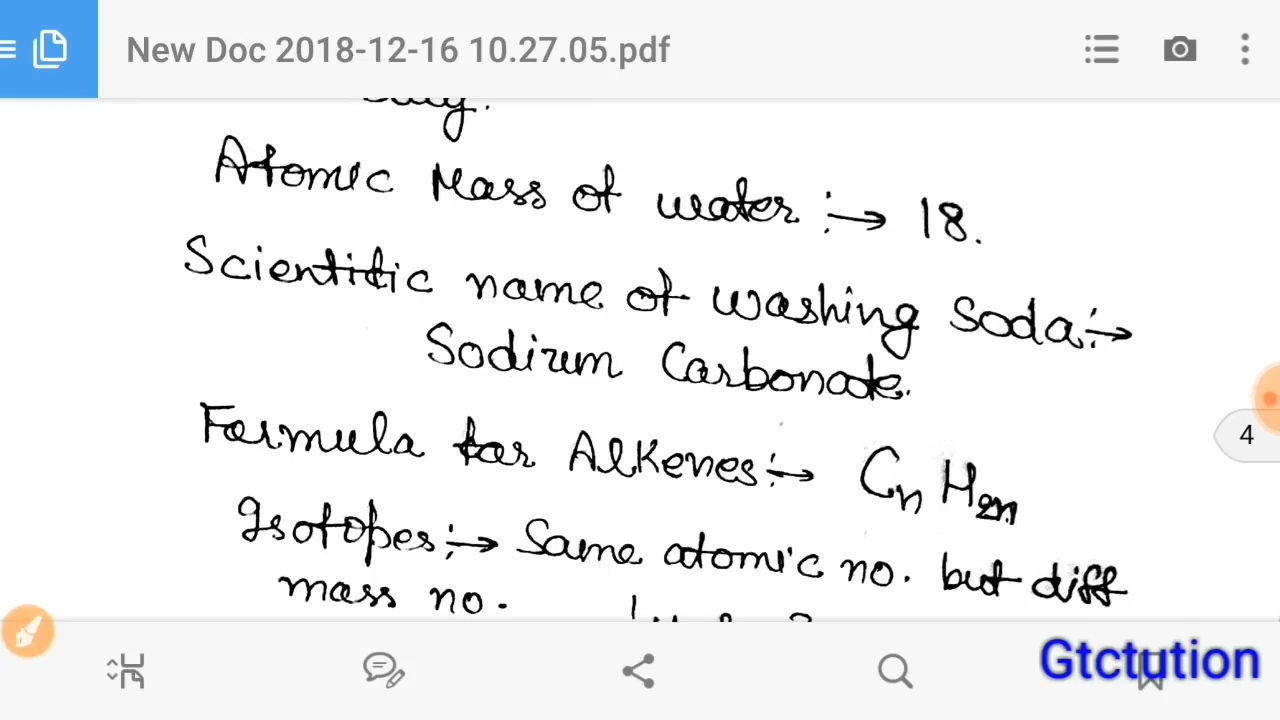 New Doc 2018-12-16 10.27.05.pdf
Atomic Mass of water :→ 18.
Scientific name of washing soda :→
Sodium Carbonate.
Formula for Alkenes :→ CnH2n
Isotopes :→ Same atomic no. but diff
mass no.
4
Gtctution